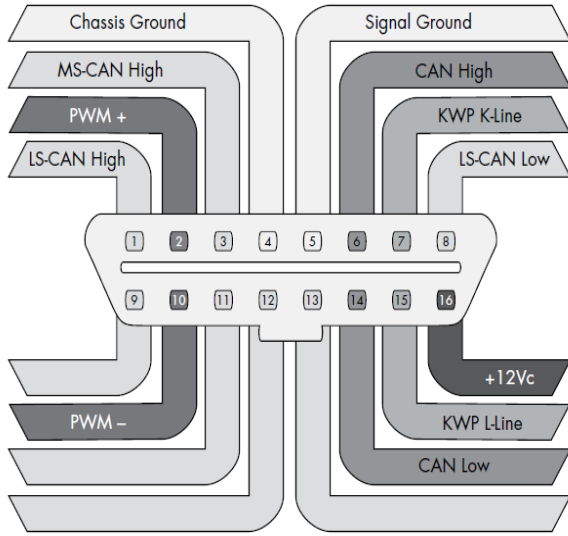 Chassis Ground
Signal Ground
MS-CAN High
CAN High
PWM +
KWP K-Line
LS-CAN High
LS-CAN Low
1 2 3 4 5 6 7 8
9 10 11 12 13 14 15 16
+12Vc
PWM –
KWP L-Line
CAN Low